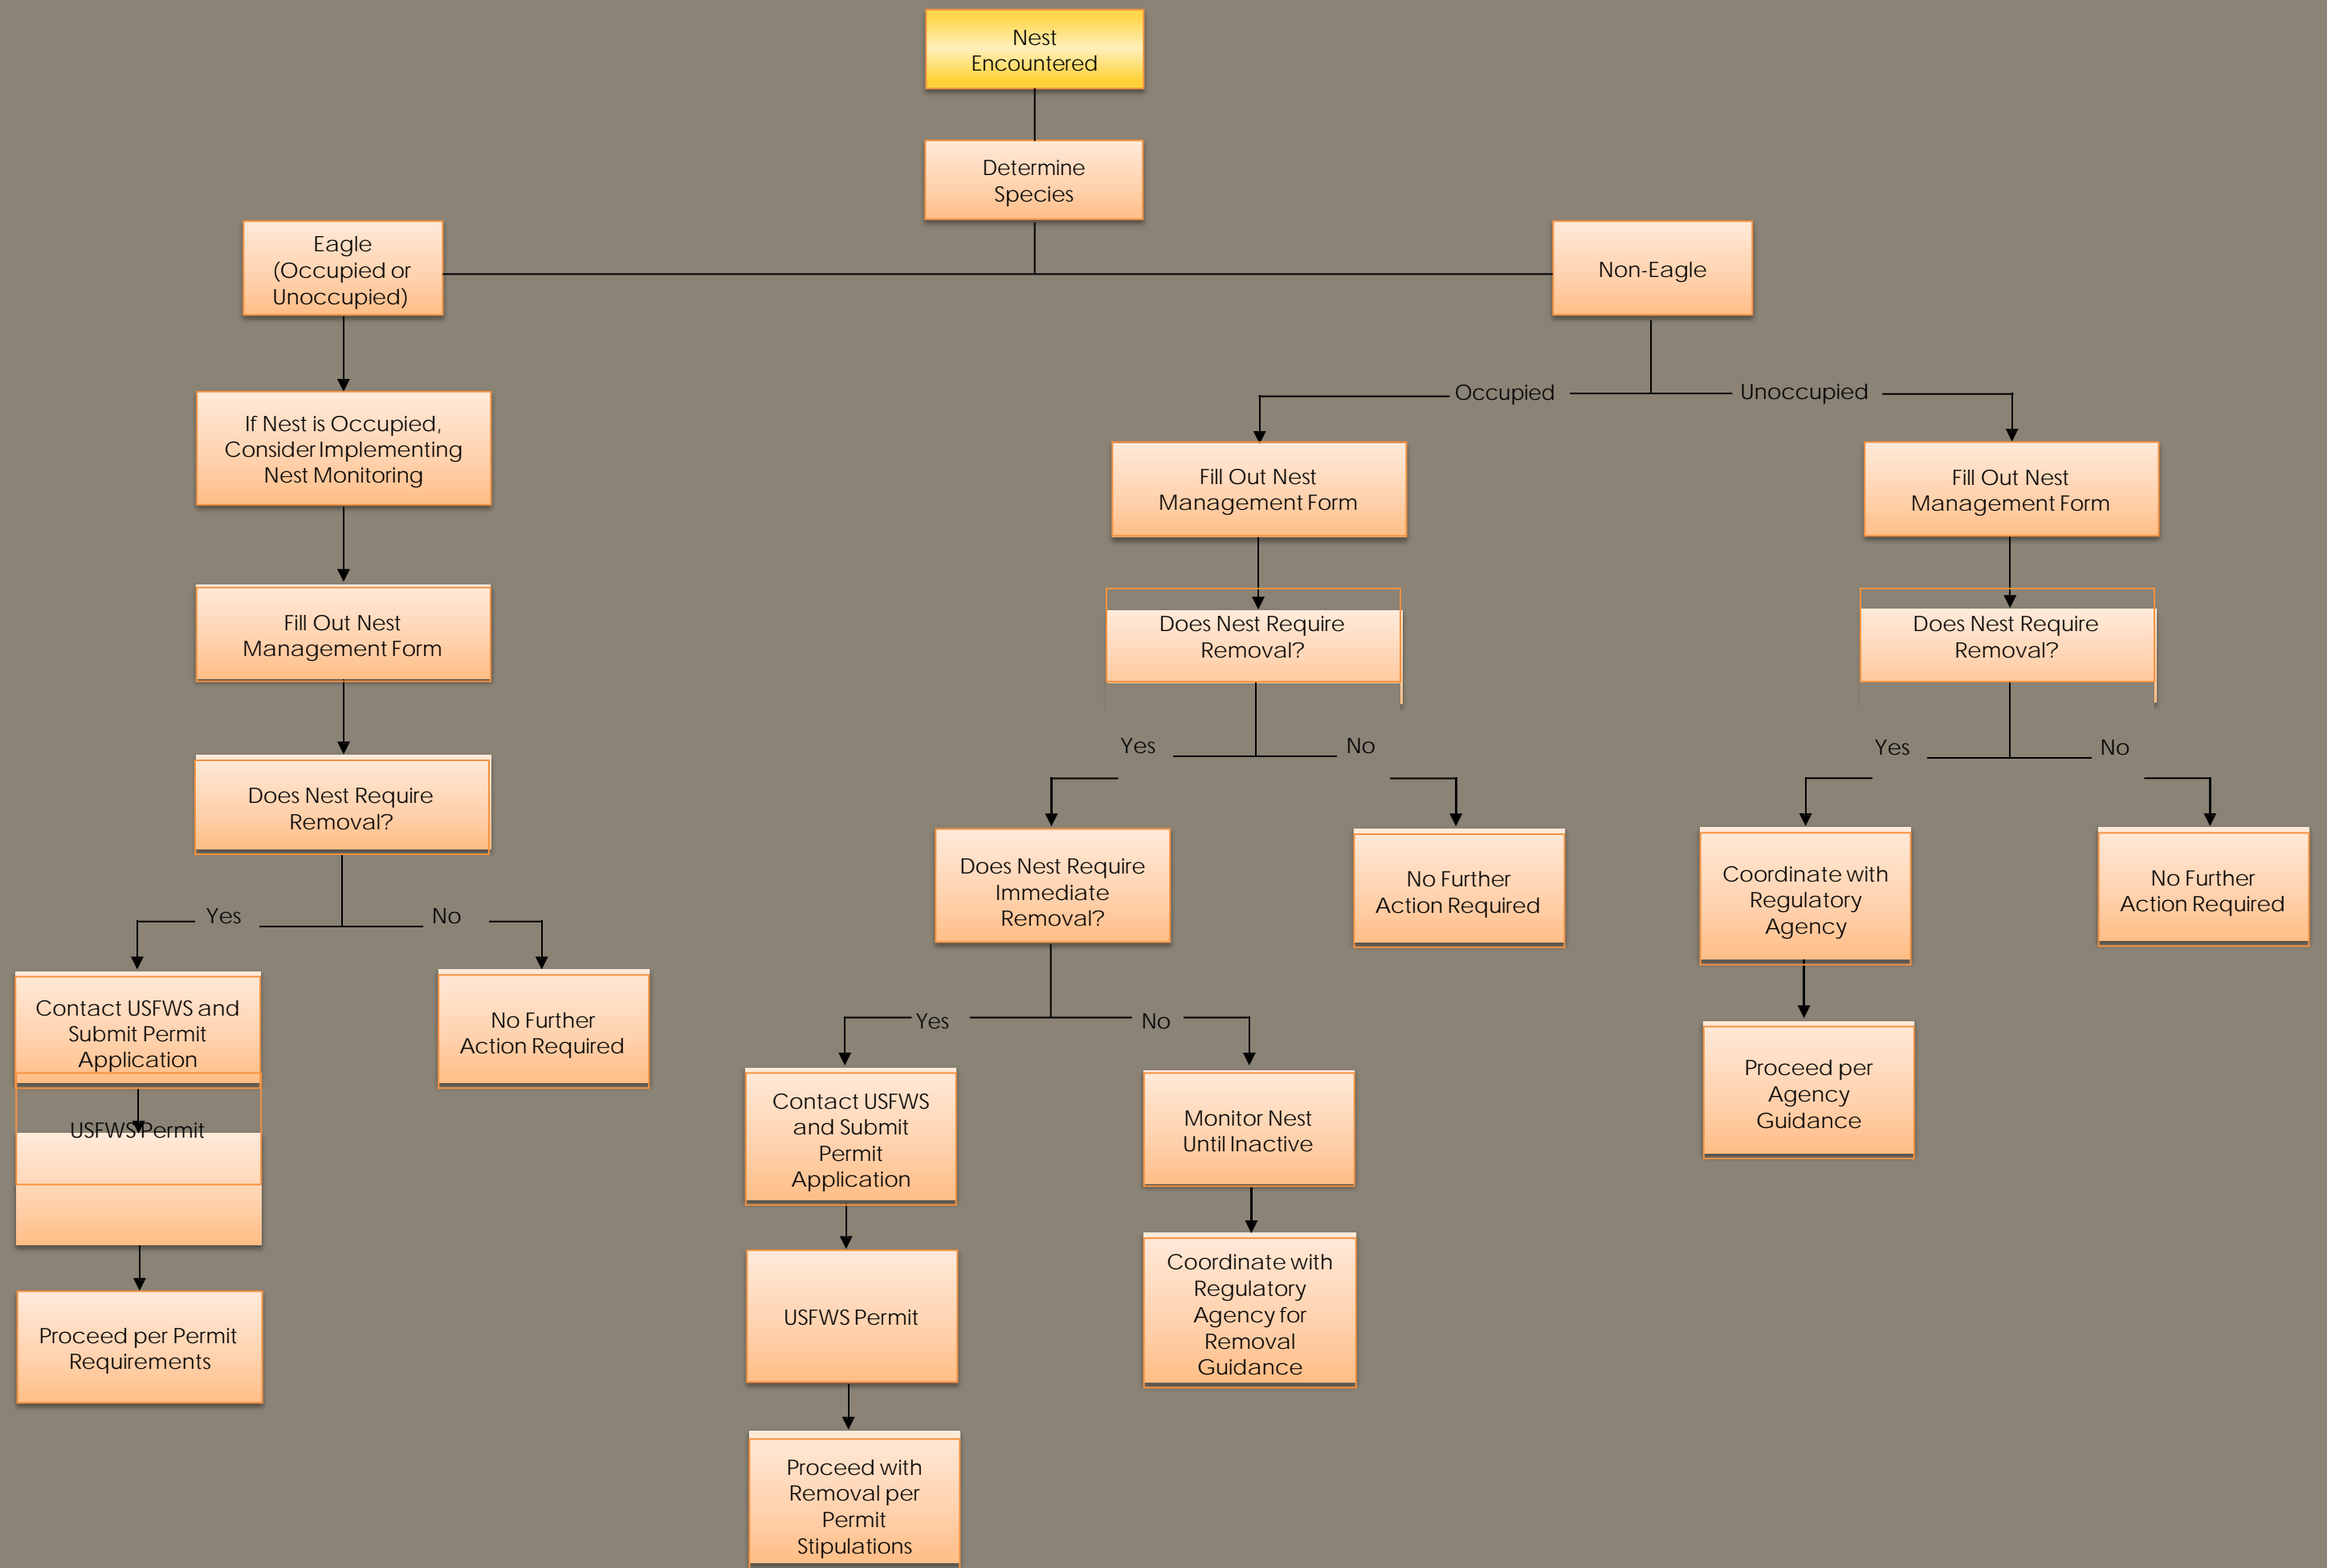 Nest
Encountered
Determine
Species
Eagle
(Occupied or
Unoccupied)
Non-Eagle
If Nest is Occupied,
Consider Implementing
Nest Monitoring
Occupied
Unoccupied
Fill Out Nest
Management Form
Fill Out Nest
Management Form
Fill Out Nest
Management Form
Does Nest Require
Removal?
Does Nest Require
Removal?
Does Nest Require
Removal?
Yes
No
Yes
No
Yes
No
Contact USFWS and
Submit Permit
Application
No Further
Action Required
Does Nest Require
Immediate
Removal?
No Further
Action Required
Coordinate with
Regulatory
Agency
No Further
Action Required
USFWS Permit
Proceed per Permit
Requirements
Yes
No
Contact USFWS
and Submit
Permit
Application
Monitor Nest
Until Inactive
Proceed per
Agency
Guidance
USFWS Permit
Coordinate with
Regulatory
Agency for
Removal
Guidance
Proceed with
Removal per
Permit
Stipulations